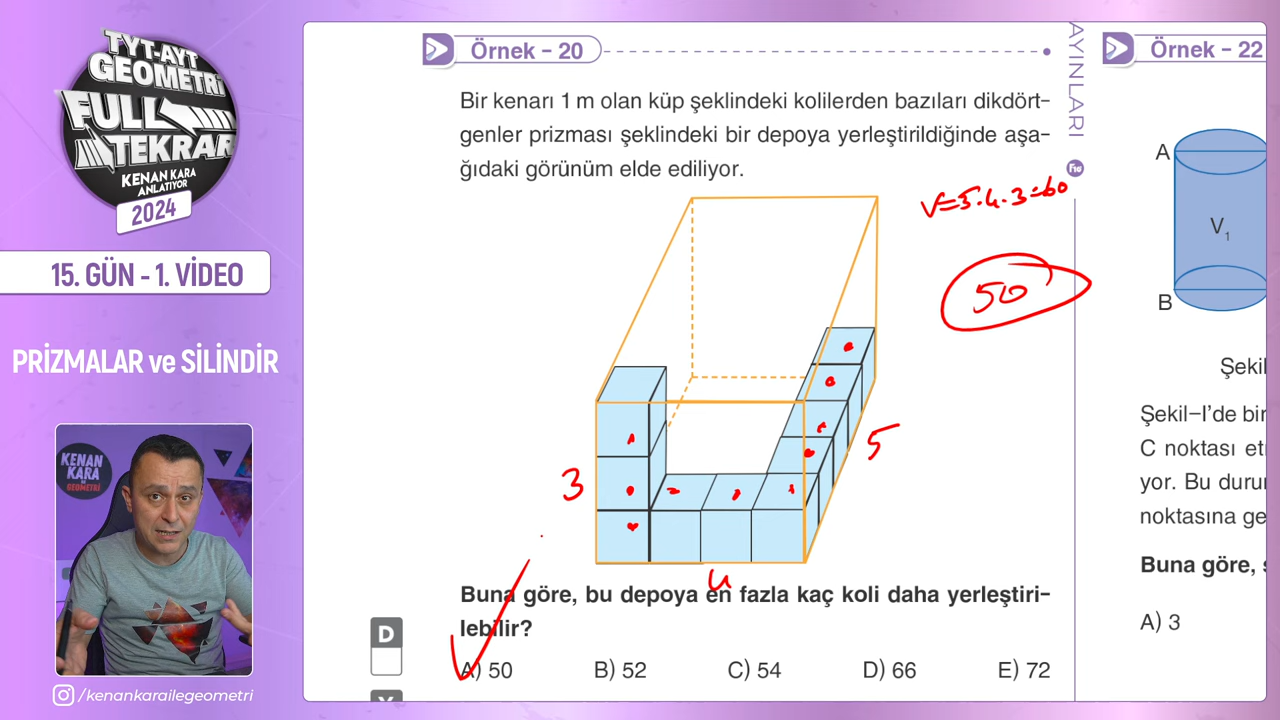 TYT-AYT
GEOMETRİ
FULL
TEKRAR
KENAN KARA
ANLATIYOR
2024
15. GÜN - 1. VİDEO
PRİZMALAR ve SİLİNDİR
KENAN
KARA
GEOMETRİ
/kenankarailegeometri
Örnek - 20
Bir kenarı 1 m olan küp şeklindeki kolilerden bazıları dikdört-
genler prizması şeklindeki bir depoya yerleştirildiğinde aşa-
ğıdaki görünüm elde ediliyor.
V=5.4.3=60
50
3
5
4
Buna göre, bu depoya en fazla kaç koli daha yerleştiri-
lebilir?
A) 50 B) 52 C) 54 D) 66 E) 72
D
Y
AYINLARI
Örnek - 22
A
V1
B
Şekil
Şekil-I'de bir
C noktası et
yor. Bu duru
noktasına ge
Buna göre, s
A) 3